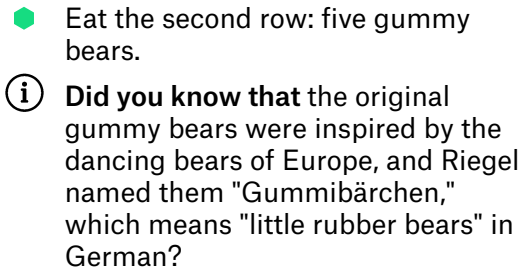 Eat the second row: five gummy
bears.
Did you know that the original
gummy bears were inspired by the
dancing bears of Europe, and Riegel
named them "Gummibärchen,"
which means "little rubber bears" in
German?